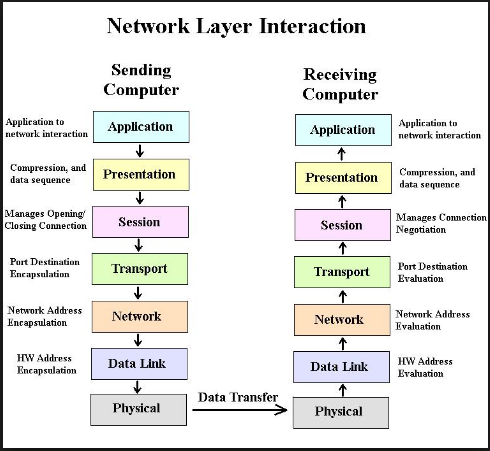 Network Layer Interaction
Sending
Computer
Receiving
Computer
Application to
network interaction
Application
Application
Application to
network interaction
Compression, and
data sequence
Presentation
Presentation
Compression, and
data sequence
Manages Opening/
Closing Connection
Session
Session
Manages Connection
Negotiation
Port Destination
Encapsulation
Transport
Transport
Port Destination
Evaluation
Network Address
Encapsulation
Network
Network
Network Address
Evaluation
HW Address
Encapsulation
Data Link
Data Link
HW Address
Evaluation
Physical
Data Transfer
Physical